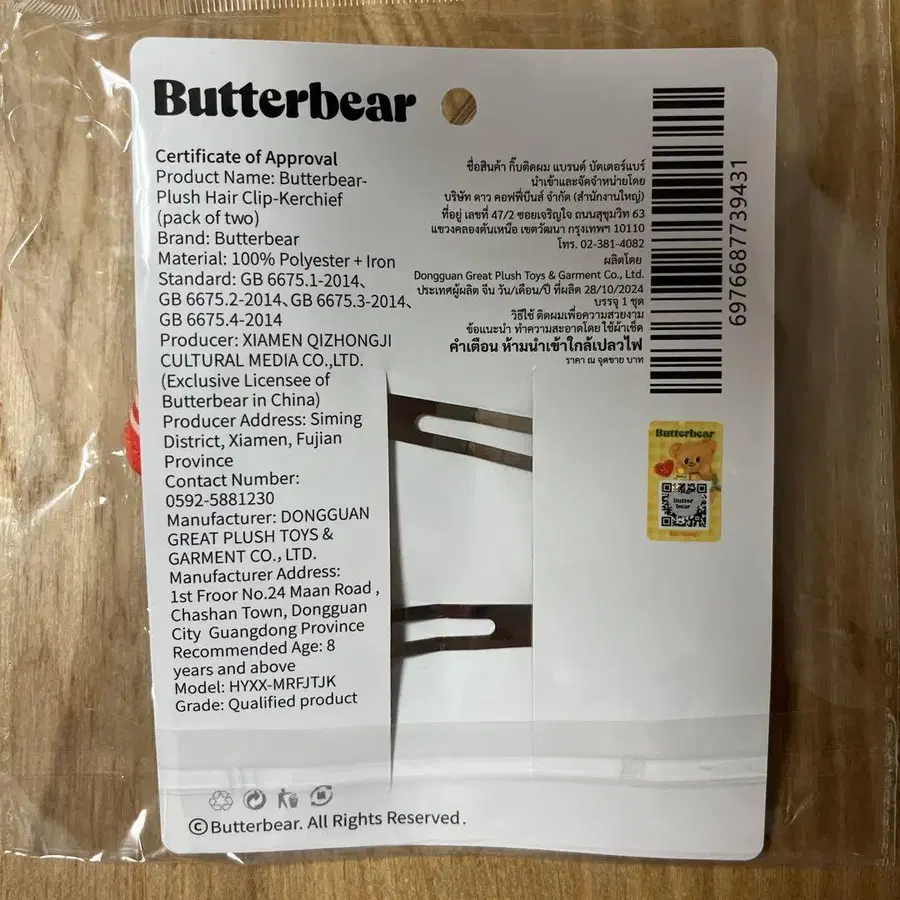 Butterbear
Certificate of Approval
Product Name: Butterbear-
Plush Hair Clip-Kerchief
(pack of two)
Brand: Butterbear
Material: 100% Polyester + Iron
Standard: GB 6675.1-2014、
GB 6675.2-2014、GB 6675.3-2014、
GB 6675.4-2014
Producer: XIAMEN QIZHONGJI
CULTURAL MEDIA CO.,LTD.
(Exclusive Licensee of
Butterbear in China)
Producer Address: Siming
District, Xiamen, Fujian
Province
Contact Number:
0592-5881230
Manufacturer: DONGGUAN
GREAT PLUSH TOYS &
GARMENT CO., LTD.
Manufacturer Address:
1st Froor No.24 Maan Road ,
Chashan Town, Dongguan
City Guangdong Province
Recommended Age: 8
years and above
Model: HYXX-MRFJTJK
Grade: Qualified product
ชื่อสินค้า กิ๊บติดผม แบรนด์ บัตเตอร์แบร์
นำเข้าและจัดจำหน่ายโดย
บริษัท ดาว คอฟฟี่บีนส์ จำกัด (สำนักงานใหญ่)
ที่อยู่ เลขที่ 47/2 ซอยเจริญใจ ถนนสุขุมวิท 63
แขวงคลองตันเหนือ เขตวัฒนา กรุงเทพฯ 10110
โทร. 02-381-4082
ผลิตโดย
Dongguan Great Plush Toys & Garment Co., Ltd.
ประเทศผู้ผลิต จีน วัน/เดือน/ปี ที่ผลิต 28/10/2024
บรรจุ 1 ชุด
วิธีใช้ ติดผมเพื่อความสวยงาม
ข้อแนะนำ ทำความสะอาดโดย ใช้ผ้าเช็ด
คำเตือน ห้ามนำเข้าใกล้เปลวไฟ
ราคา ณ จุดขาย บาท
6976687739431
Butterbear
Butter
bear
©Butterbear. All Rights Reserved.